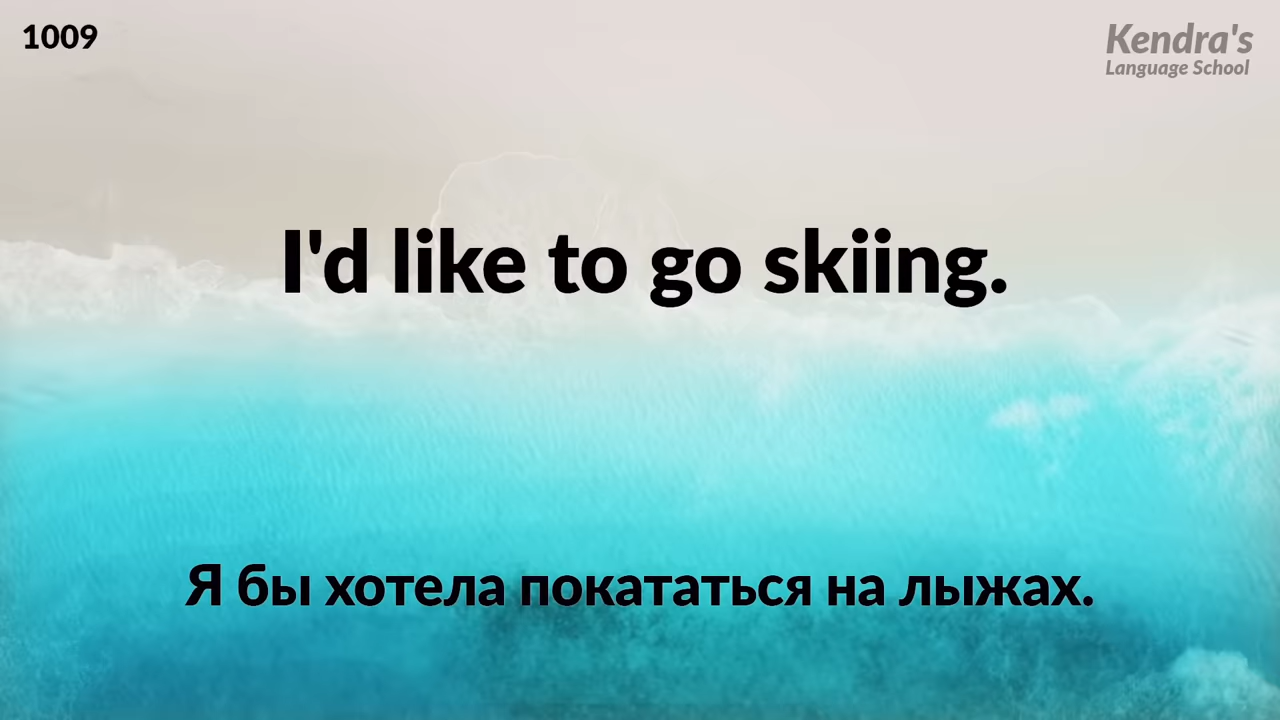 1009
Kendra's
Language School
I'd like to go skiing.
Я бы хотела покататься на лыжах.